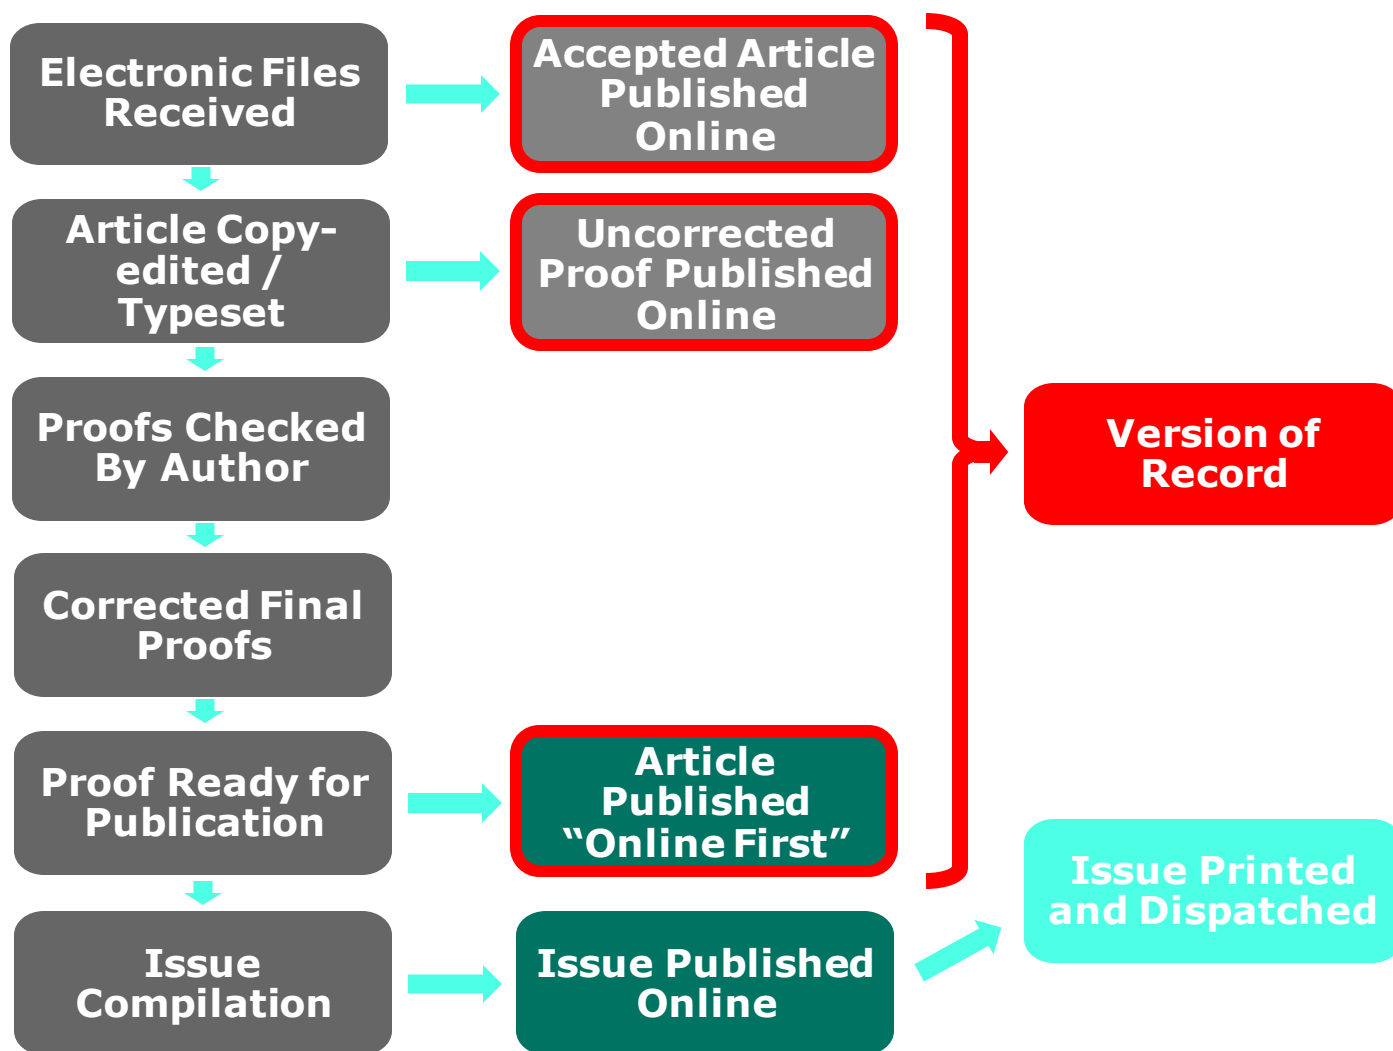 Electronic Files
Received
Accepted Article
Published
Online
Article Copy-
edited /
Typeset
Uncorrected
Proof Published
Online
Proofs Checked
By Author
Version of
Record
Corrected Final
Proofs
Proof Ready for
Publication
Article
Published
“Online First”
Issue Printed
and Dispatched
Issue
Compilation
Issue Published
Online